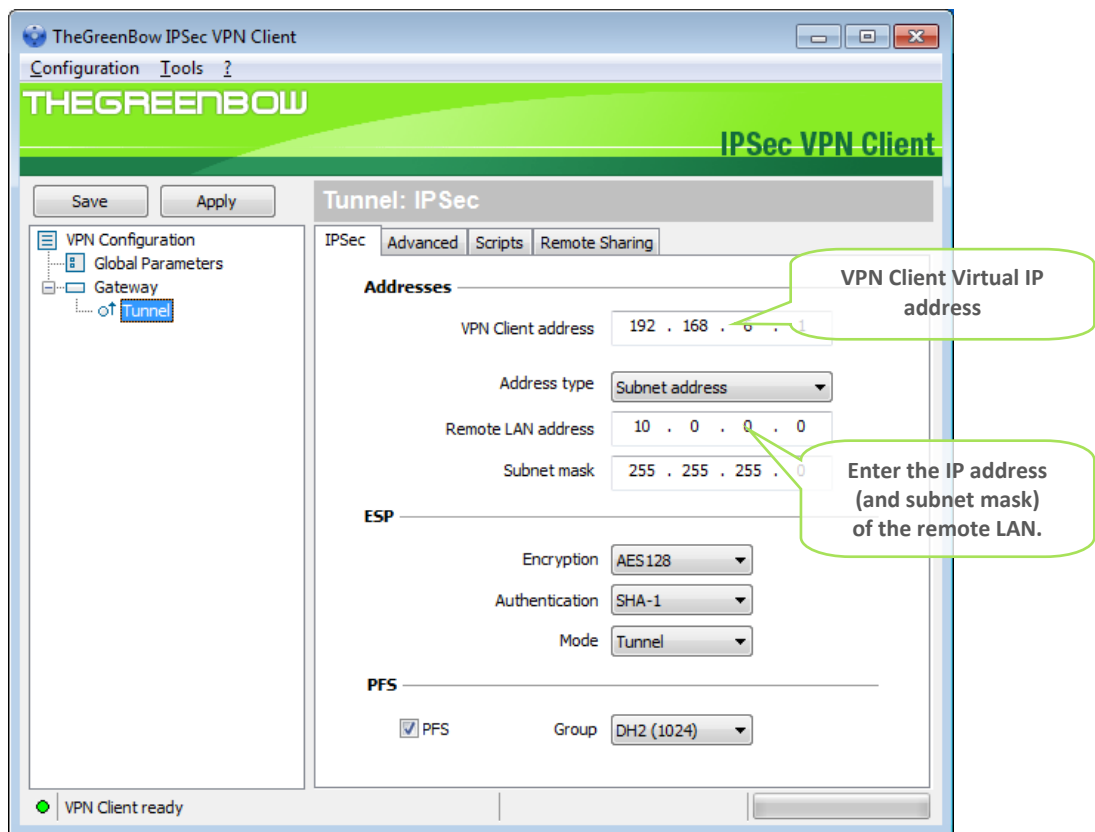 TheGreenBow IPSec VPN Client
Configuration Tools ?
THEGREENBOW
IPSec VPN Client
Save Apply
Tunnel: IPSec
VPN Configuration
Global Parameters
Gateway
Tunnel
IPSec Advanced Scripts Remote Sharing
Addresses
VPN Client address 192 . 168 . 6 . 1
VPN Client Virtual IP
address
Address type Subnet address
Remote LAN address 10 . 0 . 0 . 0
Subnet mask 255 . 255 . 255 . 0
Enter the IP address
(and subnet mask)
of the remote LAN.
ESP
Encryption AES128
Authentication SHA-1
Mode Tunnel
PFS
PFS Group DH2 (1024)
VPN Client ready